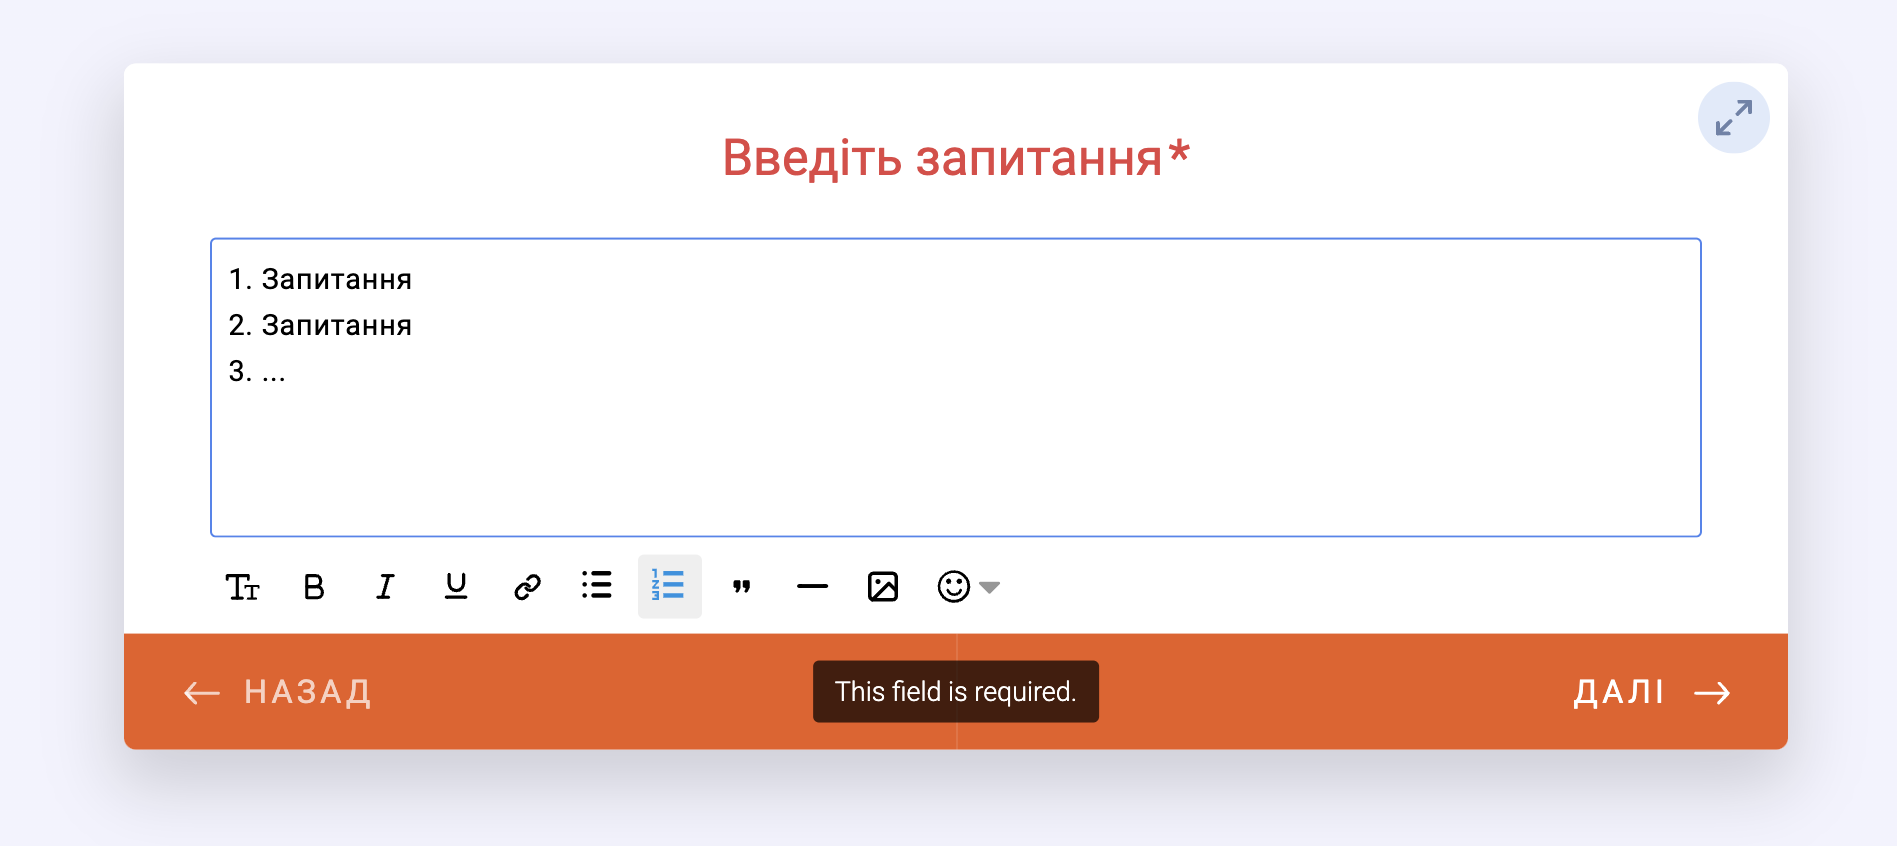 Введіть запитання*
1. Запитання
2. Запитання
3. ...
НАЗАД
This field is required.
ДАЛІ